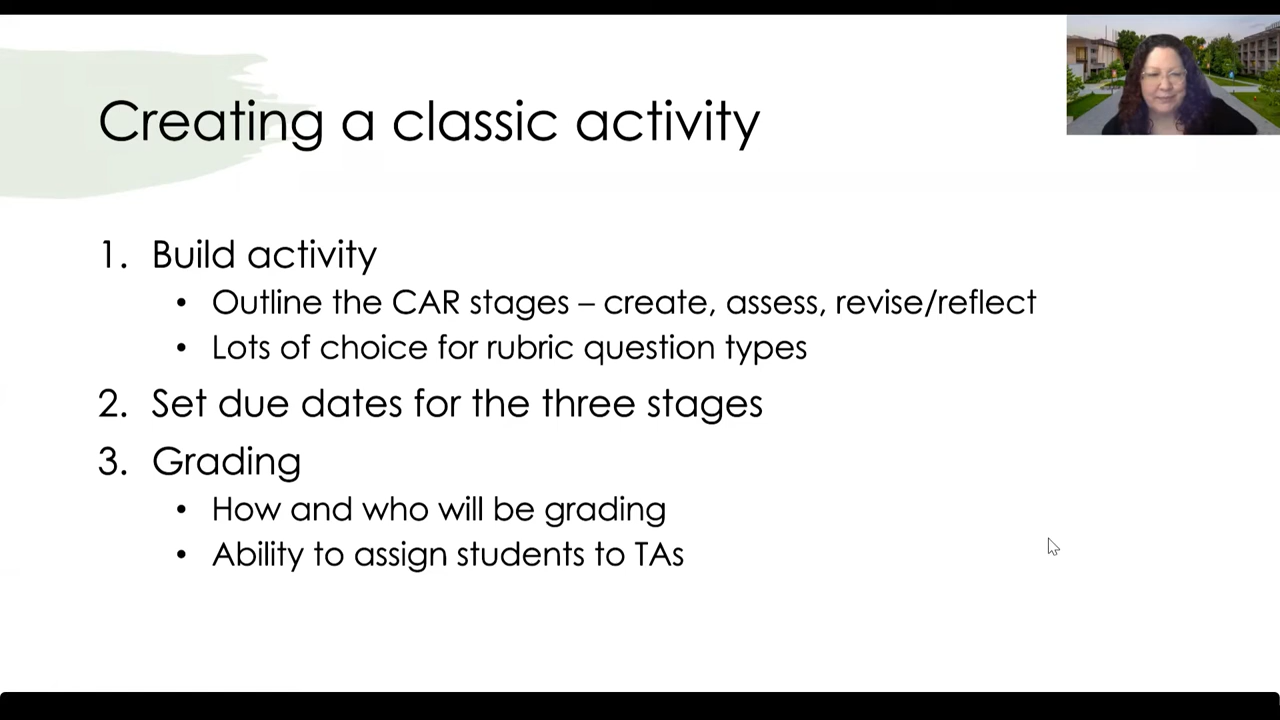 Creating a classic activity
1. Build activity
• Outline the CAR stages – create, assess, revise/reflect
• Lots of choice for rubric question types
2. Set due dates for the three stages
3. Grading
• How and who will be grading
• Ability to assign students to TAs